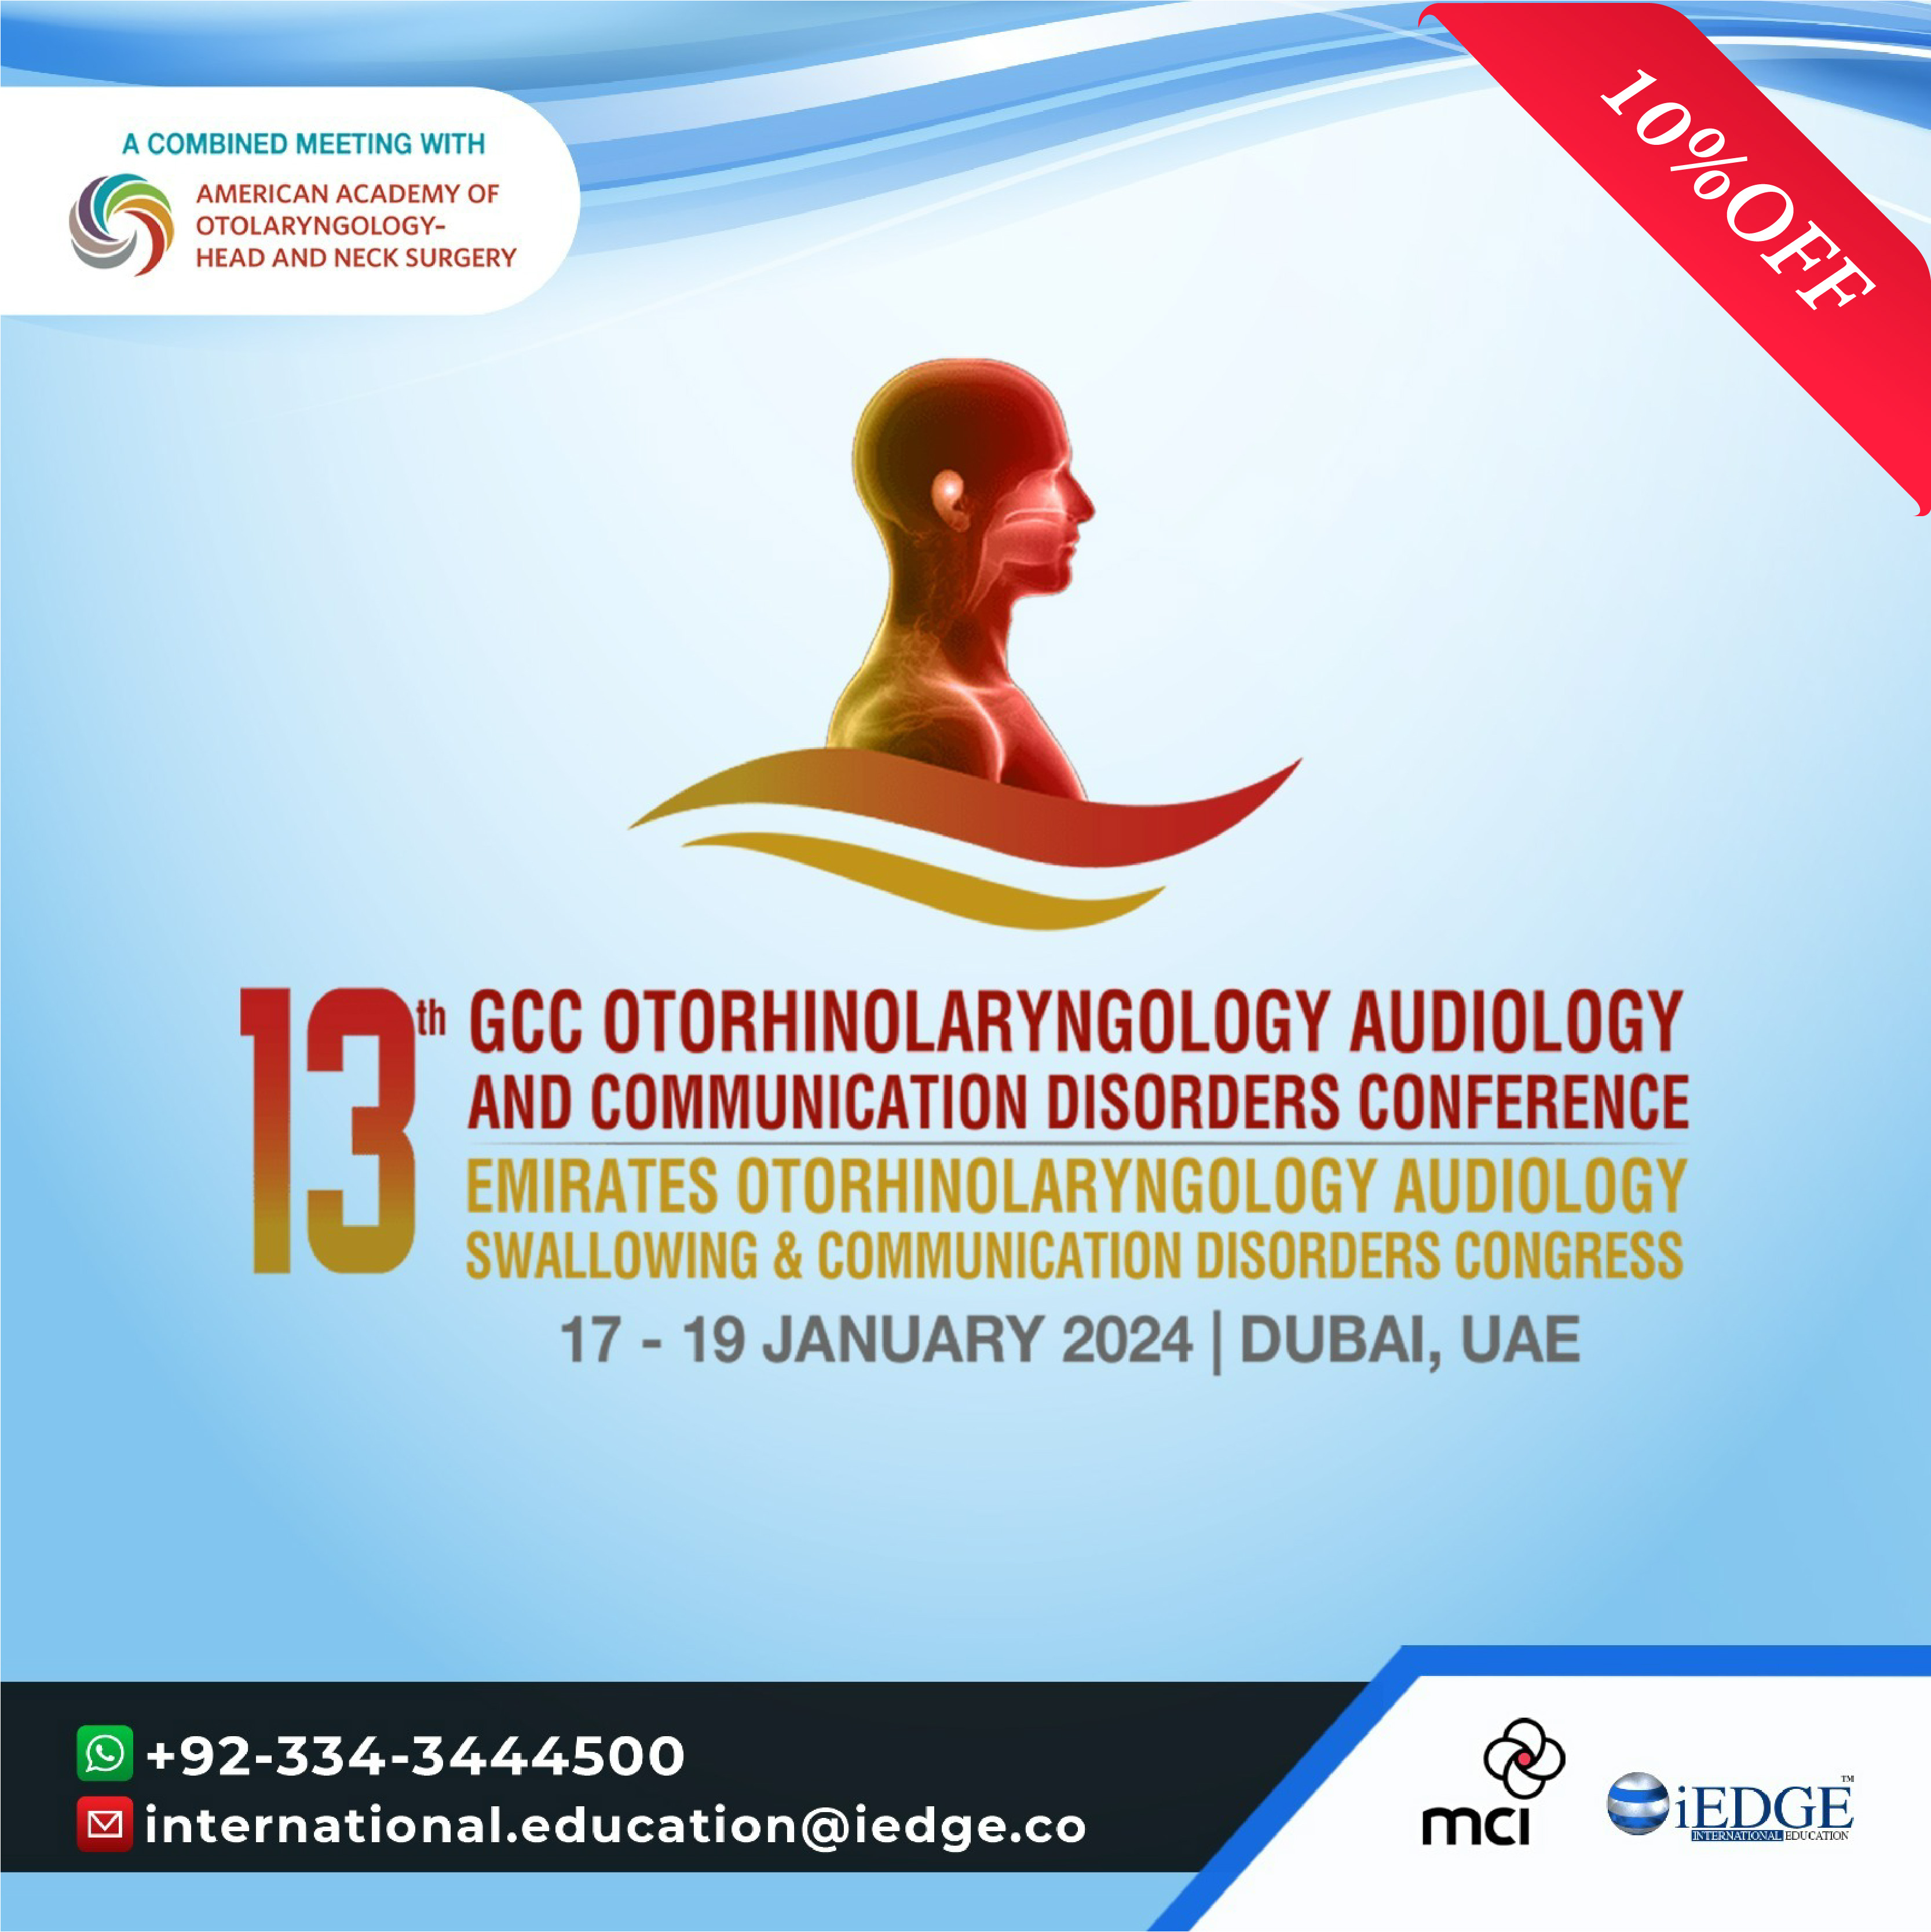 A COMBINED MEETING WITH
AMERICAN ACADEMY OF
OTOLARYNGOLOGY-
HEAD AND NECK SURGERY
10%OFF
13th GCC OTORHINOLARYNGOLOGY AUDIOLOGY
AND COMMUNICATION DISORDERS CONFERENCE
EMIRATES OTORHINOLARYNGOLOGY AUDIOLOGY
SWALLOWING & COMMUNICATION DISORDERS CONGRESS
17 - 19 JANUARY 2024 | DUBAI, UAE
+92-334-3444500
international.education@iedge.co
mci
iEDGE™
INTERNATIONAL EDUCATION